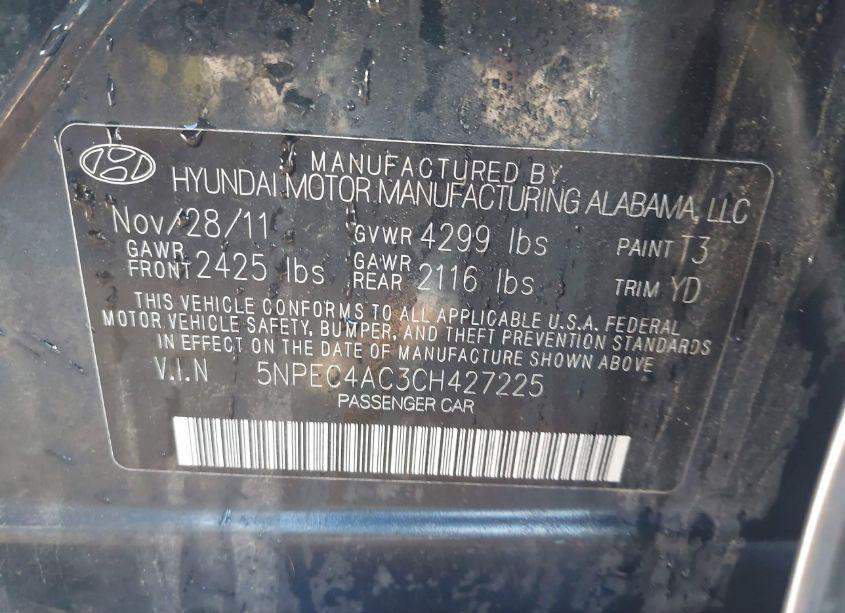 MANUFACTURED BY
HYUNDAI MOTOR MANUFACTURING ALABAMA, LLC
Nov/28/11 GVWR 4299 lbs PAINT T3
GAWR FRONT 2425 lbs GAWR REAR 2116 lbs TRIM YD
THIS VEHICLE CONFORMS TO ALL APPLICABLE U.S.A. FEDERAL
MOTOR VEHICLE SAFETY, BUMPER, AND THEFT PREVENTION STANDARDS
IN EFFECT ON THE DATE OF MANUFACTURE SHOWN ABOVE
V.I.N 5NPEC4AC3CH427225
PASSENGER CAR